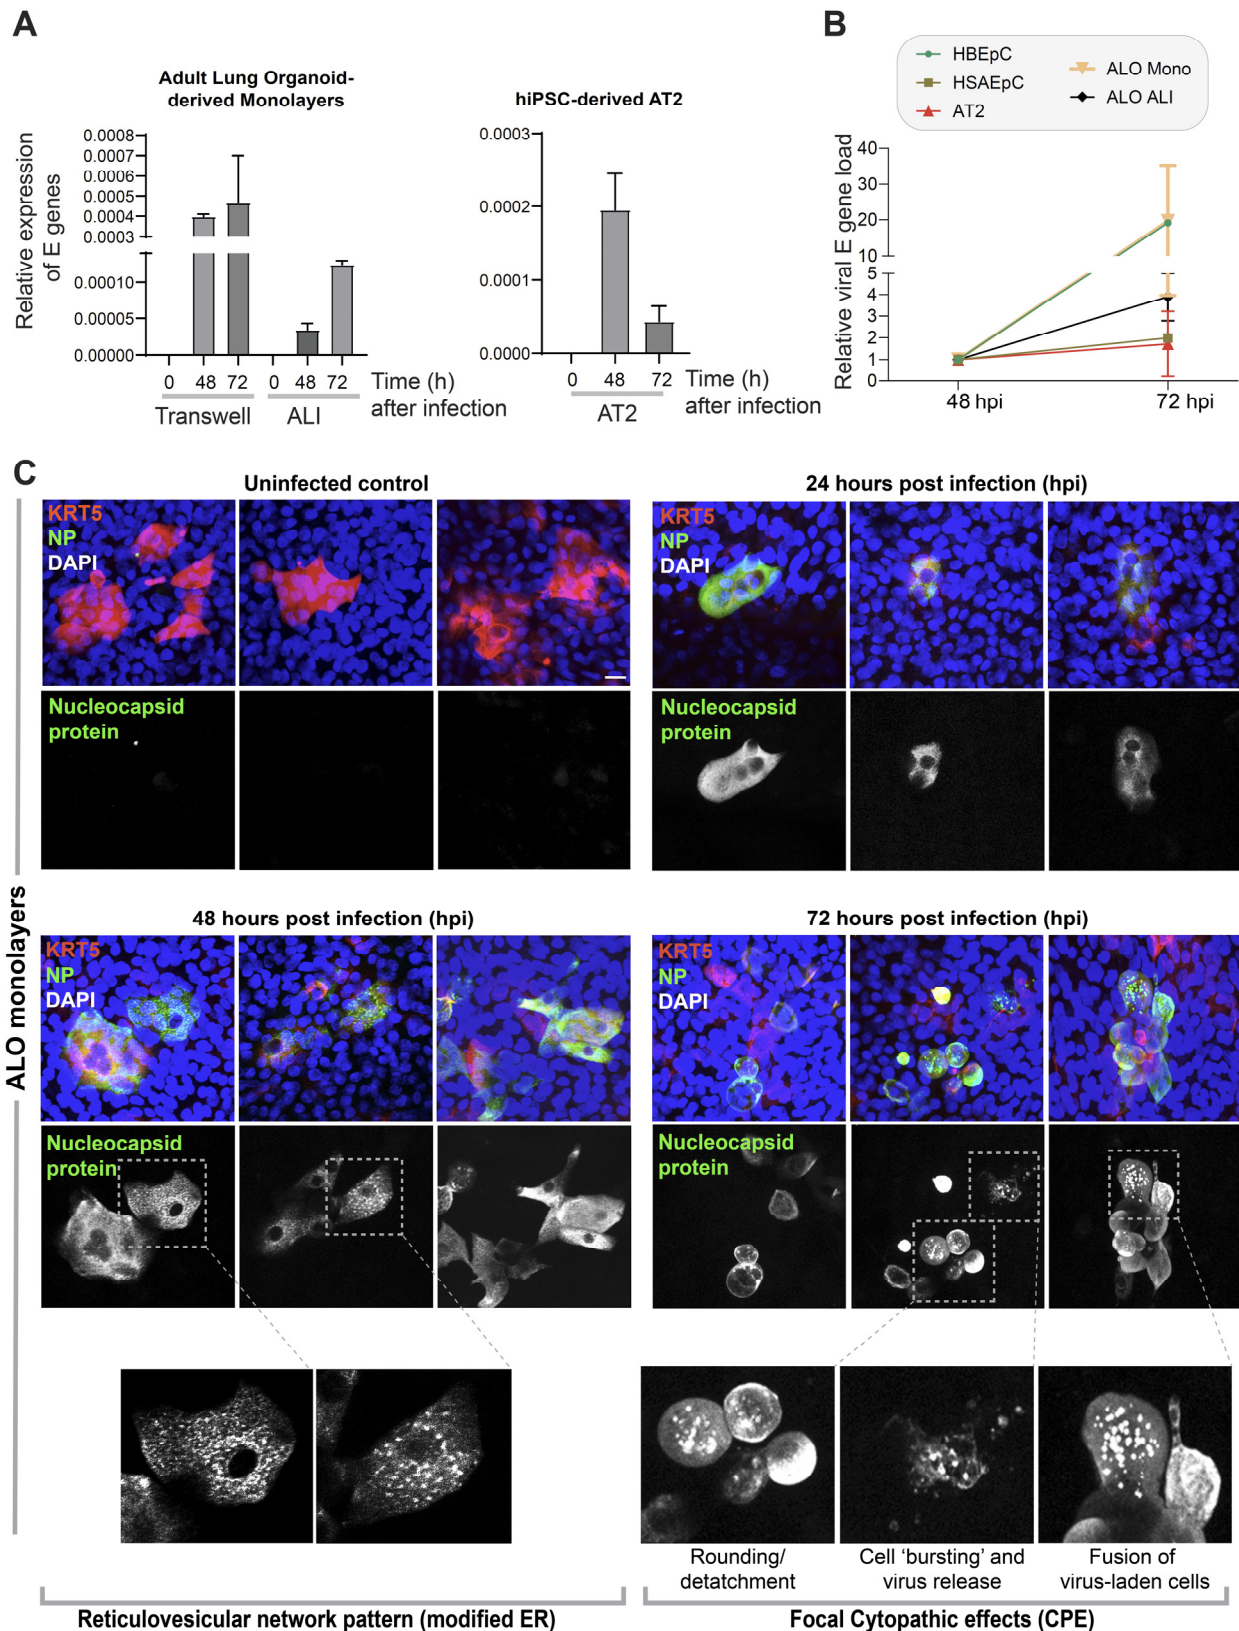 A
Adult Lung Organoid-
derived Monolayers
hiPSC-derived AT2
Relative expression
of E genes
0.0008
0.0007
0.0006
0.0005
0.0004
0.0003
0.00010
0.00005
0.00000
0 48 72 0 48 72 Time (h)
after infection
Transwell ALI
0.0003
0.0002
0.0001
0.0000
0 48 72 Time (h)
after infection
AT2
B
HBEpC
HSAEpC
AT2
ALO Mono
ALO ALI
Relative viral E gene load
40
30
20
10
5
4
3
2
1
0
48 hpi 72 hpi
C
ALO monolayers
Uninfected control
KRT5
NP
DAPI
Nucleocapsid
protein
24 hours post infection (hpi)
KRT5
NP
DAPI
Nucleocapsid
protein
48 hours post infection (hpi)
KRT5
NP
DAPI
Nucleocapsid
protein
72 hours post infection (hpi)
KRT5
NP
DAPI
Nucleocapsid
protein
Rounding/
detatchment
Cell ‘bursting’ and
virus release
Fusion of
virus-laden cells
Reticulovesicular network pattern (modified ER)
Focal Cytopathic effects (CPE)